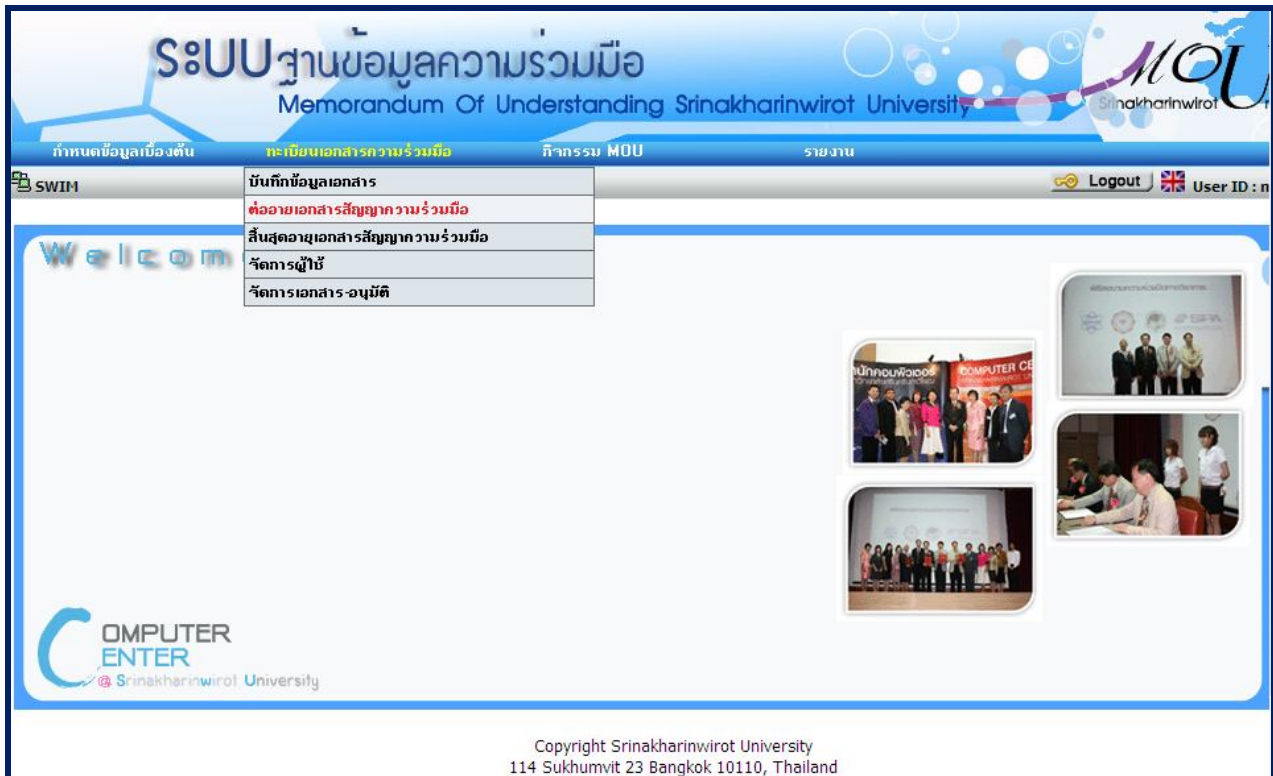 ระบบฐานข้อมูลความร่วมมือ
Memorandum Of Understanding Srinakharinwirot University
MOU
Srinakharinwirot
กำหนดข้อมูลเบื้องต้น ทะเบียนเอกสารความร่วมมือ กิจกรรม MOU รายงาน
SWIM
Logout User ID : n
บันทึกข้อมูลเอกสาร
ต่ออายุเอกสารสัญญาความร่วมมือ
สิ้นสุดอายุเอกสารสัญญาความร่วมมือ
จัดการผู้ใช้
จัดการเอกสาร-อนุมัติ
Welcom
SIPA
COMPUTER CE
COMPUTER
CENTER
@ Srinakharinwirot University
Copyright Srinakharinwirot University
114 Sukhumvit 23 Bangkok 10110, Thailand